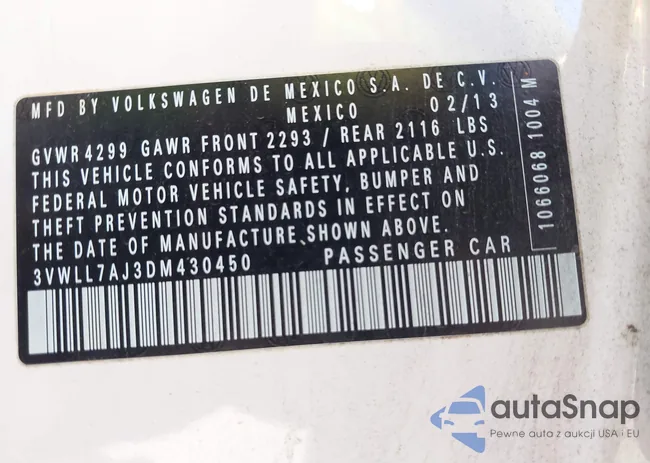 MFD BY VOLKSWAGEN DE MEXICO S.A. DE C.V.
MEXICO 02/13
GVWR 4299 GAWR FRONT 2293 / REAR 2116 LBS
THIS VEHICLE CONFORMS TO ALL APPLICABLE U.S.
FEDERAL MOTOR VEHICLE SAFETY, BUMPER AND
THEFT PREVENTION STANDARDS IN EFFECT ON
THE DATE OF MANUFACTURE SHOWN ABOVE.
3VWLL7AJ3DM430450 PASSENGER CAR
1066068 1004 M
autoSnap
Pewne auta z aukcji USA i EU